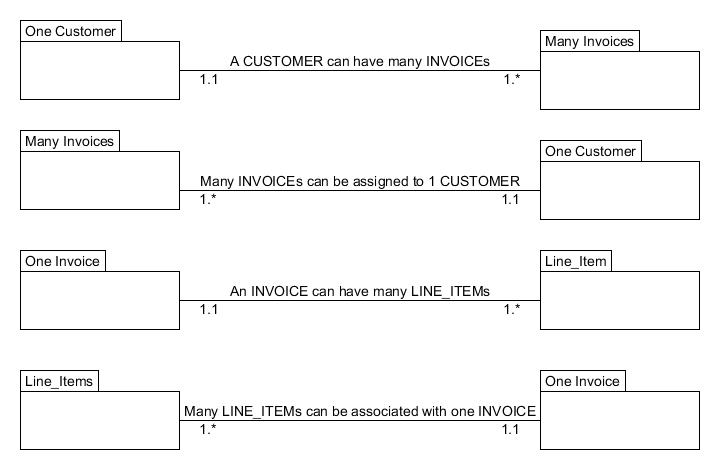 One Customer
Many Invoices
A CUSTOMER can have many INVOICEs
1.1
1.*
Many Invoices
One Customer
Many INVOICEs can be assigned to 1 CUSTOMER
1.*
1.1
One Invoice
Line_Item
An INVOICE can have many LINE_ITEMs
1.1
1.*
Line_Items
One Invoice
Many LINE_ITEMs can be associated with one INVOICE
1.*
1.1